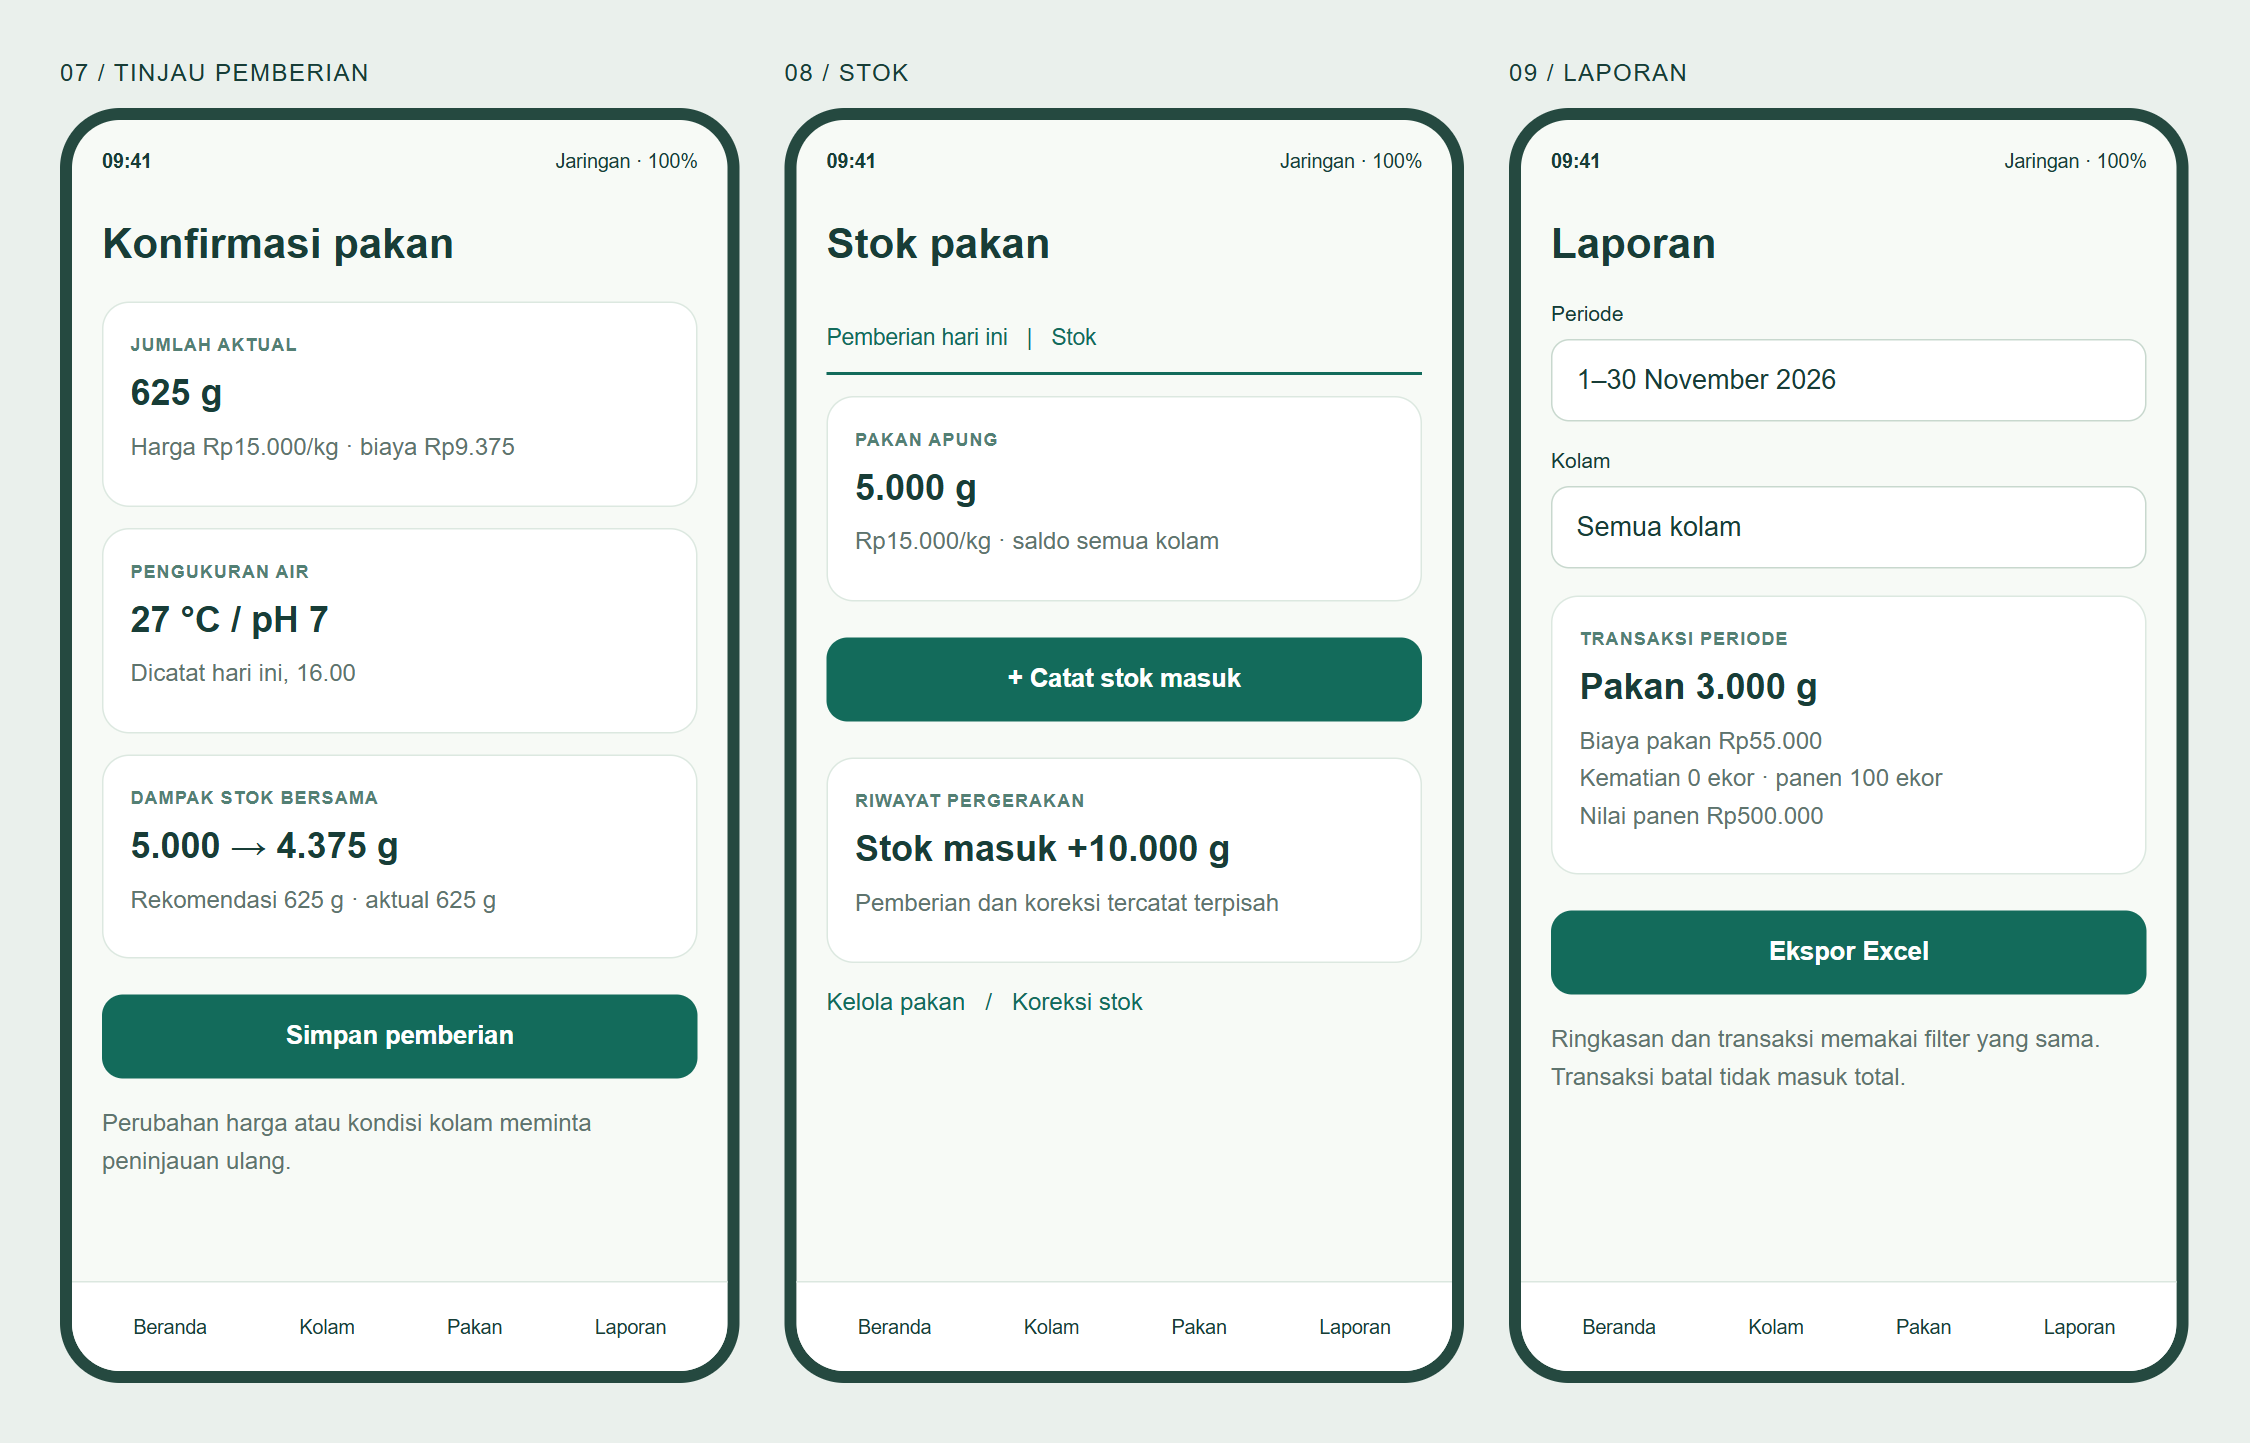 07 / TINJAU PEMBERIAN
09:41
Jaringan · 100%
Konfirmasi pakan
JUMLAH AKTUAL
625 g
Harga Rp15.000/kg · biaya Rp9.375
PENGUKURAN AIR
27 °C / pH 7
Dicatat hari ini, 16.00
DAMPAK STOK BERSAMA
5.000 → 4.375 g
Rekomendasi 625 g · aktual 625 g
Simpan pemberian
Perubahan harga atau kondisi kolam meminta
peninjauan ulang.
Beranda Kolam Pakan Laporan
08 / STOK
09:41
Jaringan · 100%
Stok pakan
Pemberian hari ini | Stok
PAKAN APUNG
5.000 g
Rp15.000/kg · saldo semua kolam
+ Catat stok masuk
RIWAYAT PERGERAKAN
Stok masuk +10.000 g
Pemberian dan koreksi tercatat terpisah
Kelola pakan / Koreksi stok
Beranda Kolam Pakan Laporan
09 / LAPORAN
09:41
Jaringan · 100%
Laporan
Periode
1–30 November 2026
Kolam
Semua kolam
TRANSAKSI PERIODE
Pakan 3.000 g
Biaya pakan Rp55.000
Kematian 0 ekor · panen 100 ekor
Nilai panen Rp500.000
Ekspor Excel
Ringkasan dan transaksi memakai filter yang sama.
Transaksi batal tidak masuk total.
Beranda Kolam Pakan Laporan